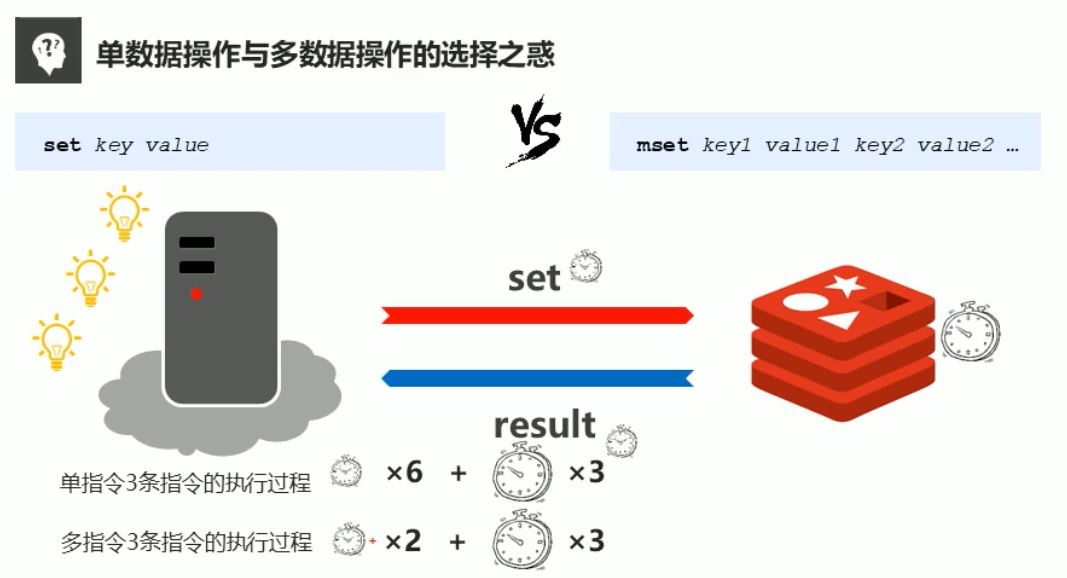 单数据操作与多数据操作的选择之惑
set key value
VS
mset key1 value1 key2 value2 …
set
result
单指令3条指令的执行过程 ×6 + ×3
多指令3条指令的执行过程 + ×2 + ×3